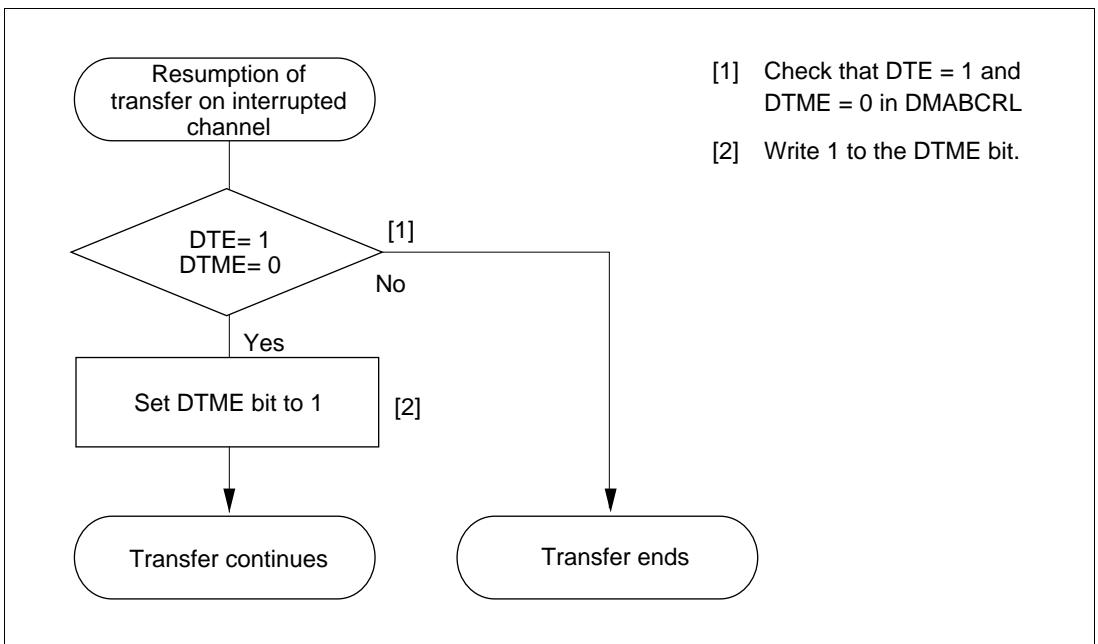 Resumption of
transfer on interrupted
channel
[1] Check that DTE = 1 and
DTME = 0 in DMABCRL
[2] Write 1 to the DTME bit.
DTE= 1
DTME= 0
[1]
No
Yes
Set DTME bit to 1
[2]
Transfer continues
Transfer ends